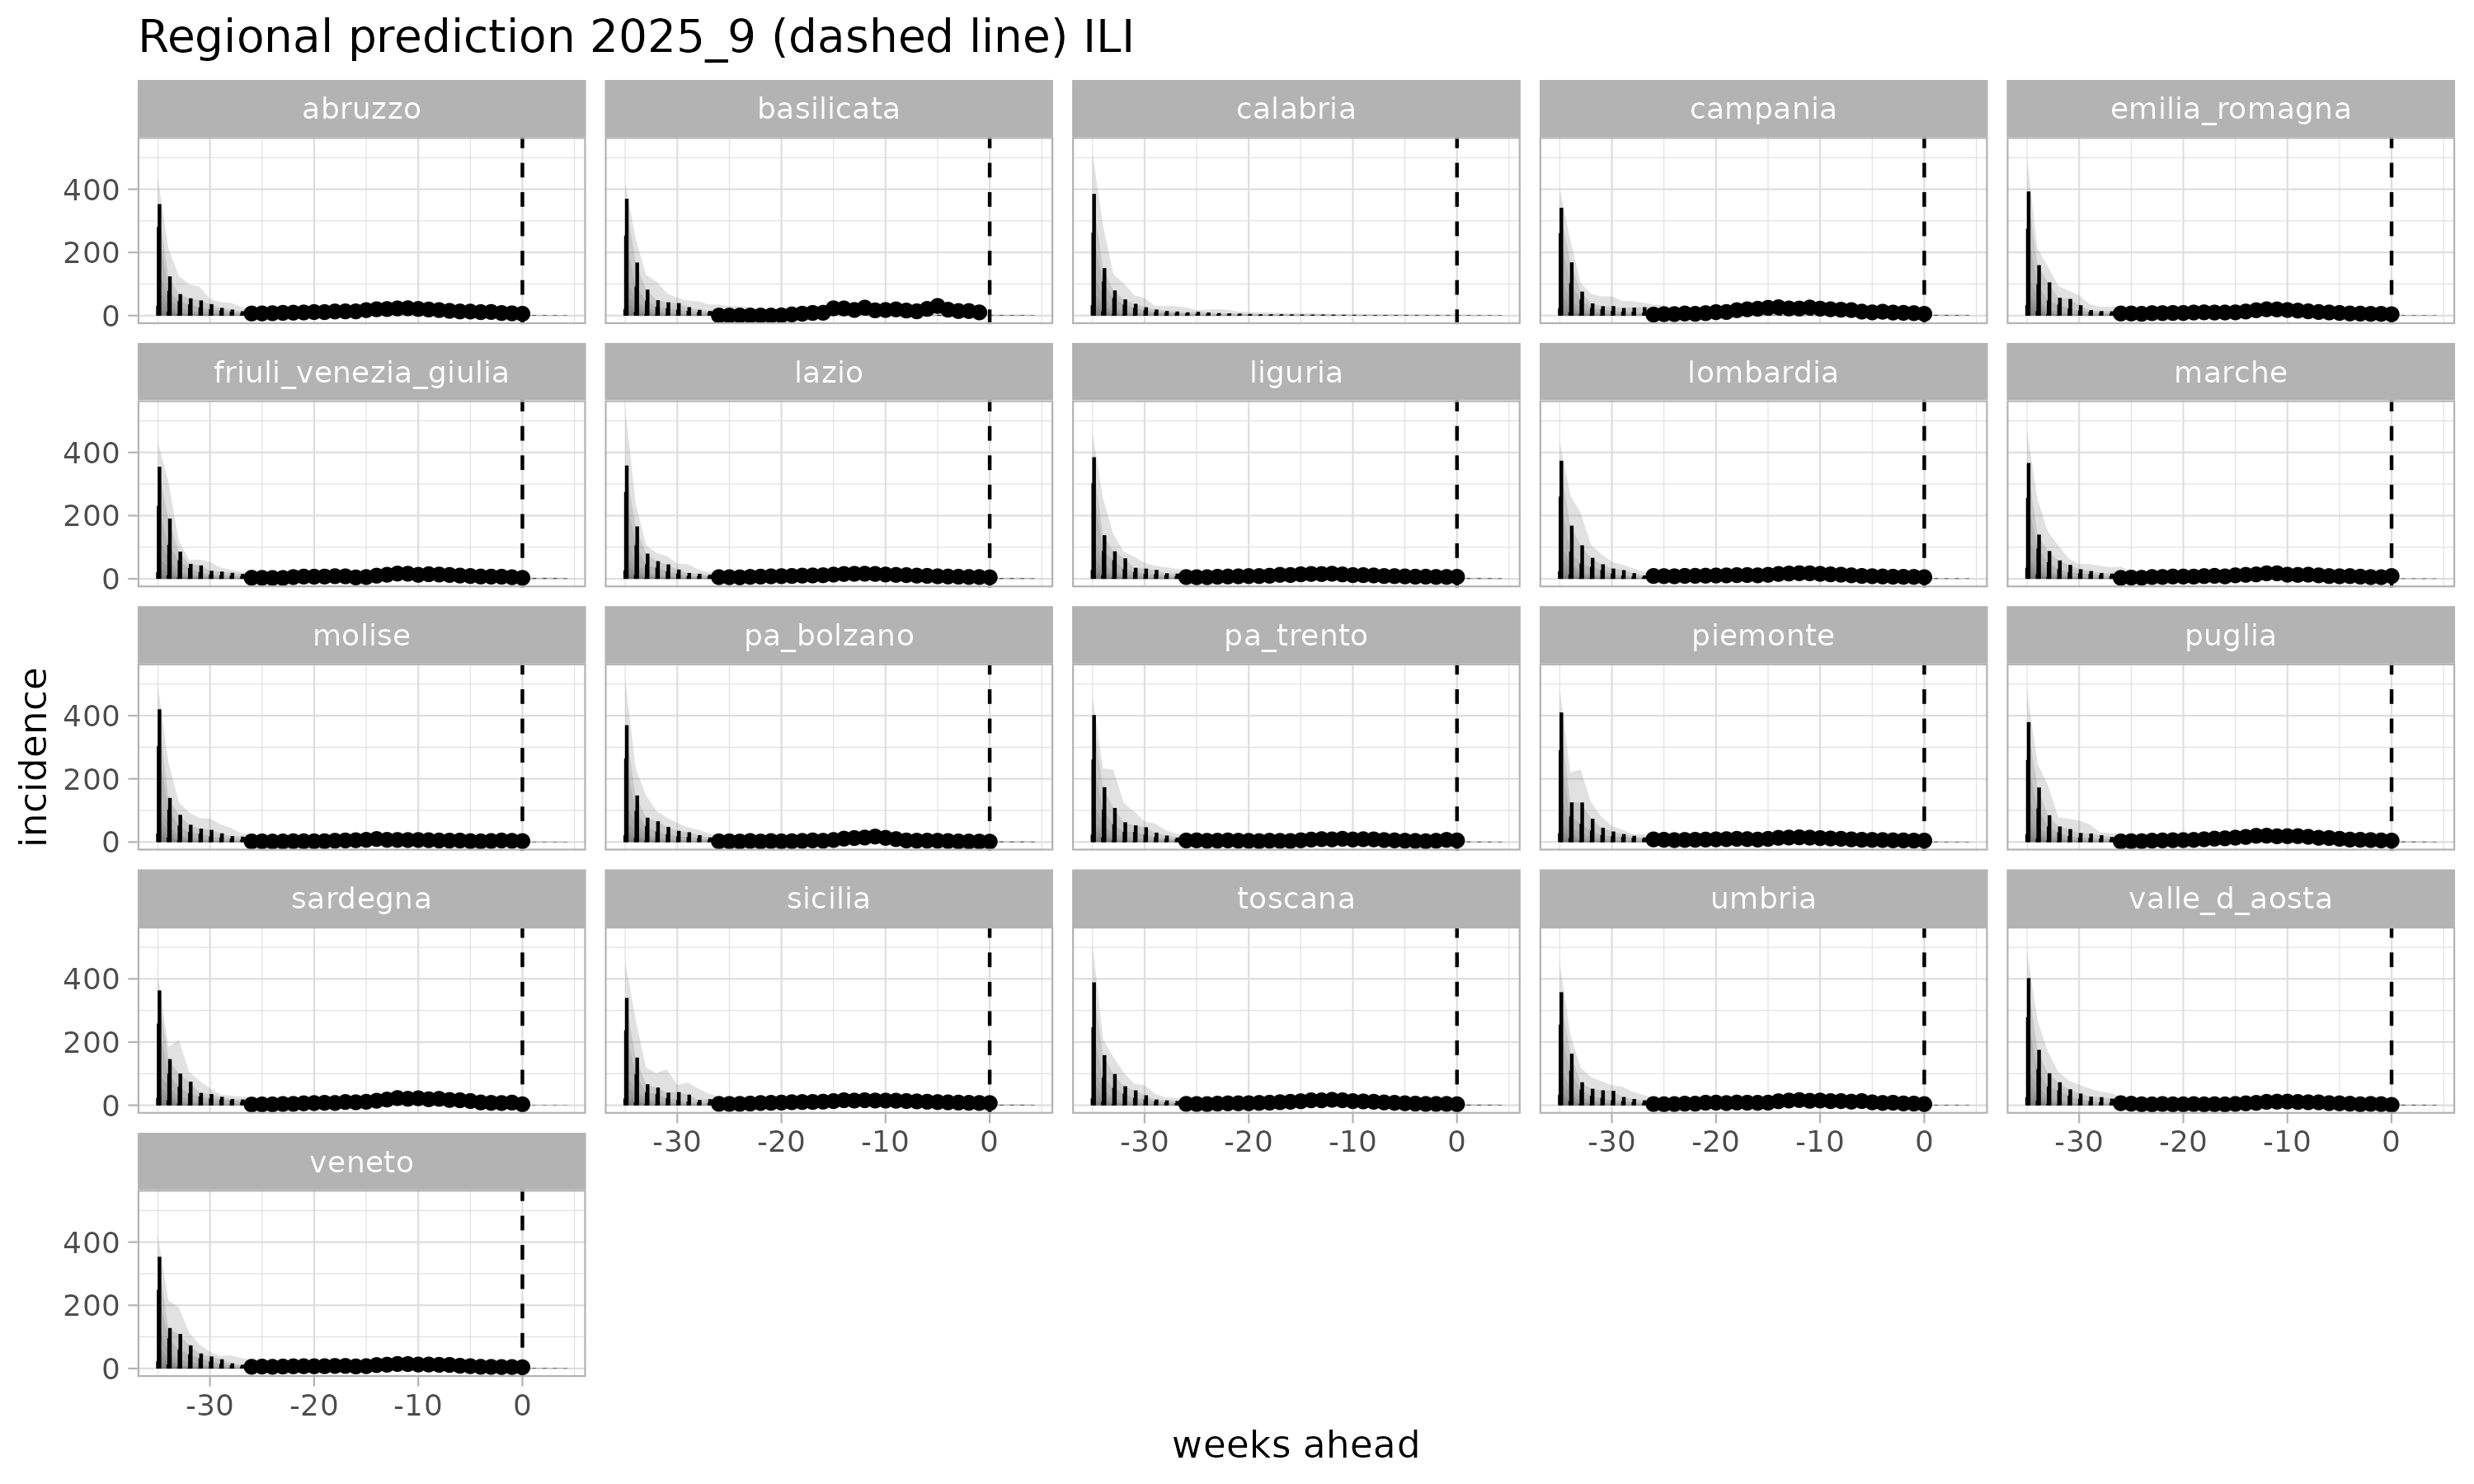 Regional prediction 2025_9 (dashed line) ILI
abruzzo basilicata calabria campania emilia_romagna
400
200
0
friuli_venezia_giulia lazio liguria lombardia marche
400
200
0
molise pa_bolzano pa_trento piemonte puglia
400
200
0
incidence
sardegna sicilia toscana umbria valle_d_aosta
400
200
0
-30 -20 -10 0 -30 -20 -10 0 -30 -20 -10 0 -30 -20 -10 0
veneto
400
200
0
-30 -20 -10 0
weeks ahead